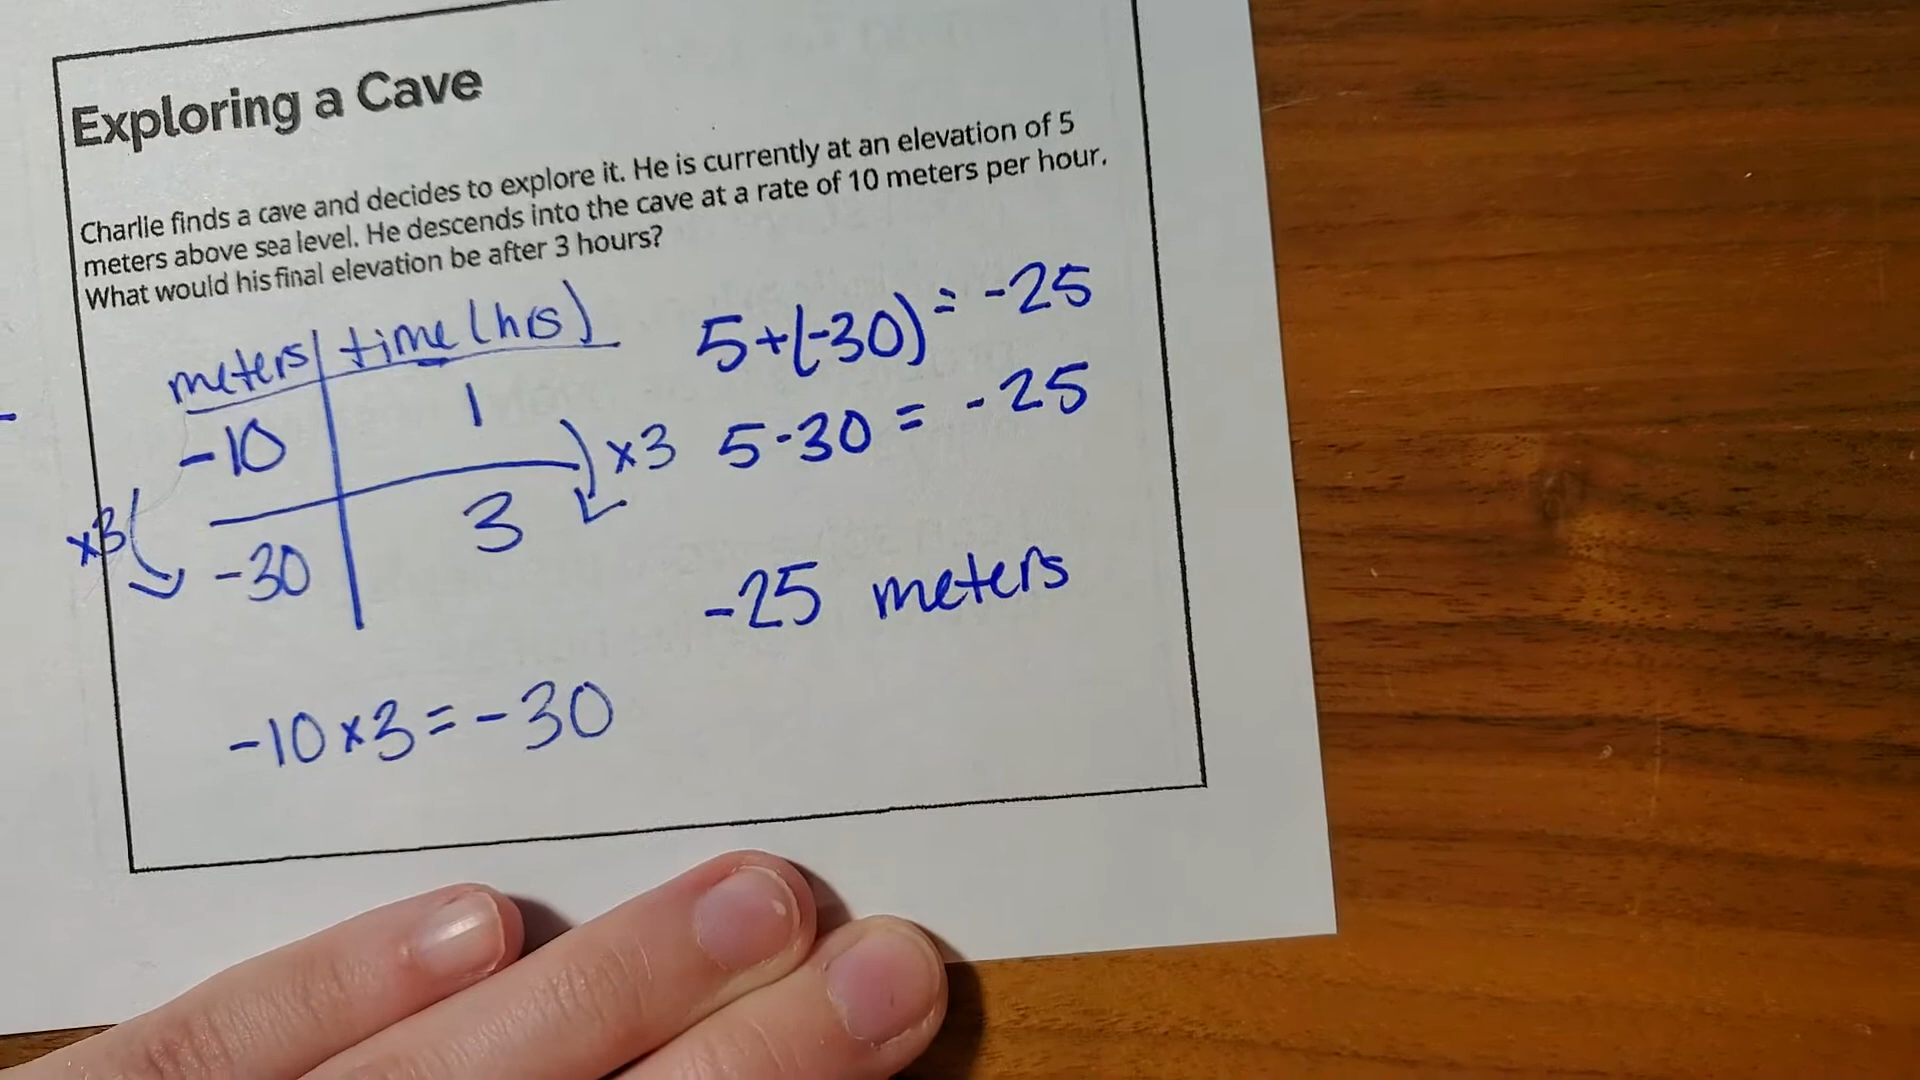 Exploring a Cave
Charlie finds a cave and decides to explore it. He is currently at an elevation of 5
meters above sea level. He descends into the cave at a rate of 10 meters per hour.
What would his final elevation be after 3 hours?
meters | time (hrs)
-10 | 1
x3
x3
-30 | 3
5+(-30) = -25
5-30 = -25
-25 meters
-10 x 3 = -30